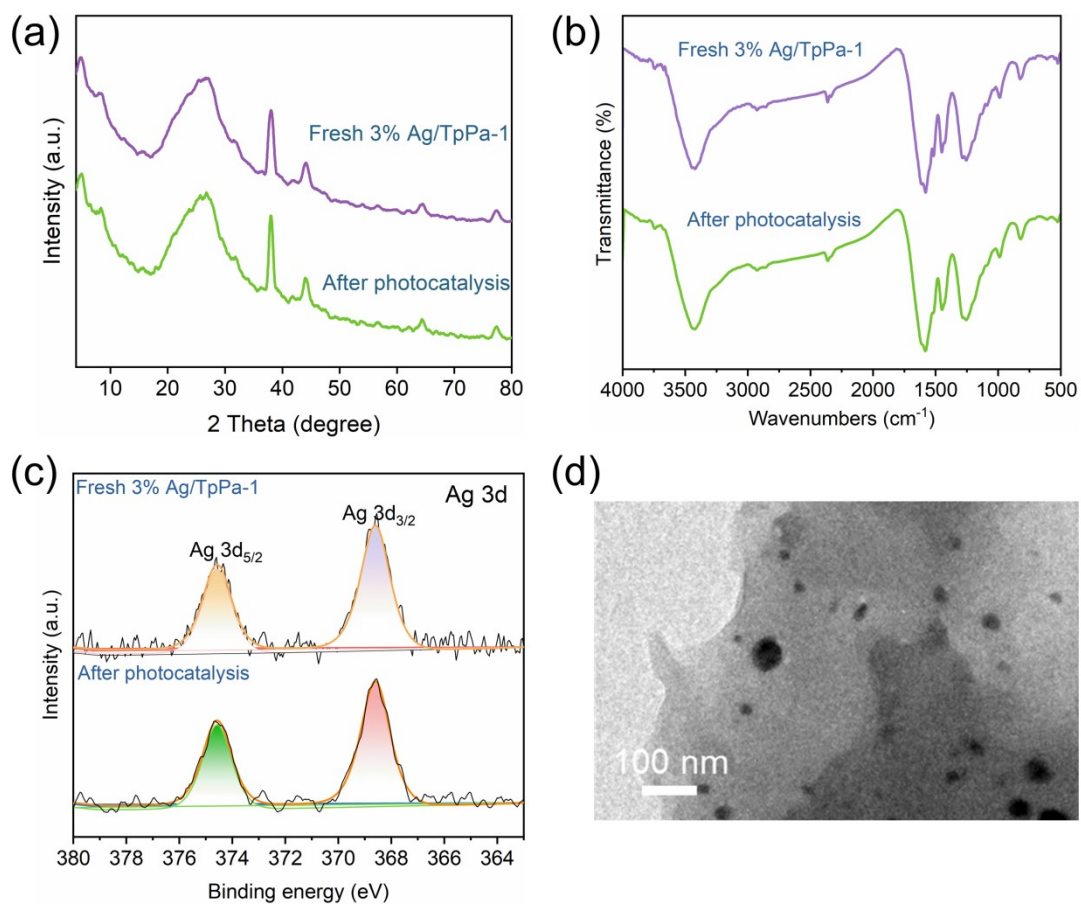 (a)
Fresh 3% Ag/TpPa-1
After photocatalysis
Intensity (a.u.)
10 20 30 40 50 60 70 80
2 Theta (degree)
(b)
Fresh 3% Ag/TpPa-1
After photocatalysis
Transmittance (%)
4000 3500 3000 2500 2000 1500 1000 500
Wavenumbers (cm⁻¹)
(c)
Fresh 3% Ag/TpPa-1
Ag 3d
Ag 3d₃/₂
Ag 3d₅/₂
After photocatalysis
Intensity (a.u.)
380 378 376 374 372 370 368 366 364
Binding energy (eV)
(d)
100 nm